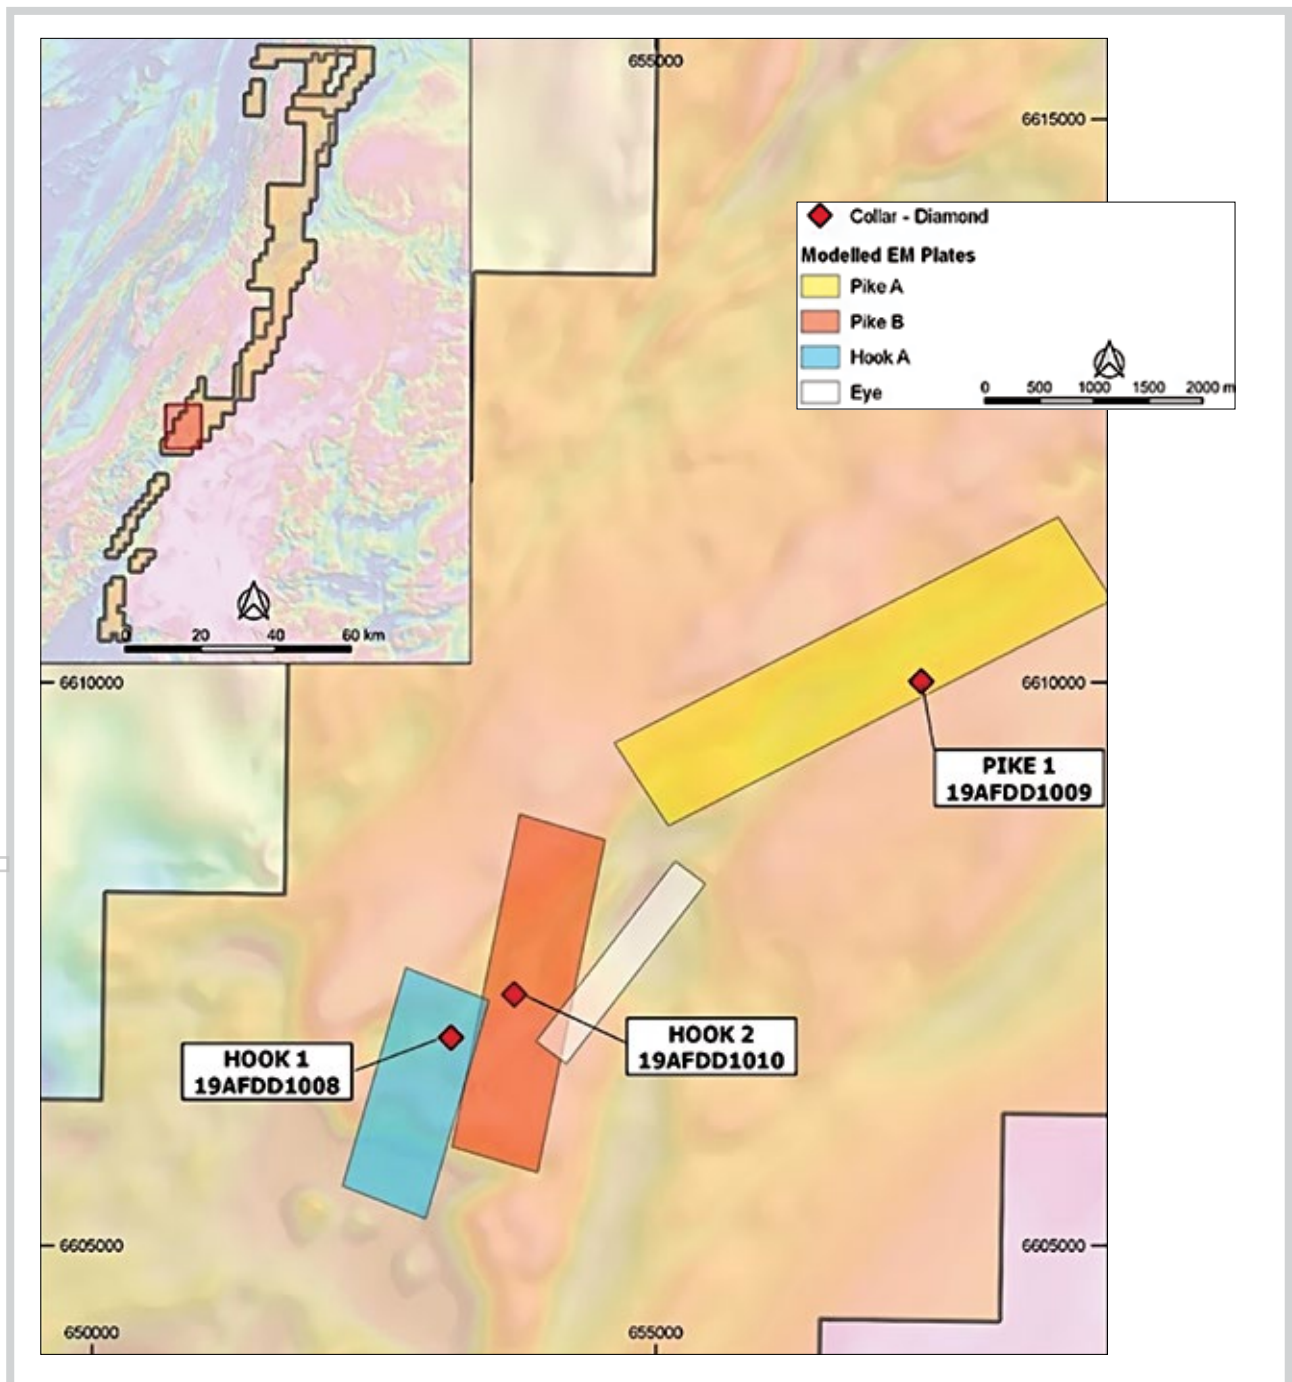 655000
6615000
Collar - Diamond
Modelled EM Plates
Pike A
Pike B
Hook A
Eye
0 500 1000 1500 2000 m
0 20 40 60 km
6610000
6610000
PIKE 1
19AFDD1009
HOOK 2
19AFDD1010
HOOK 1
19AFDD1008
6605000
6605000
650000
655000